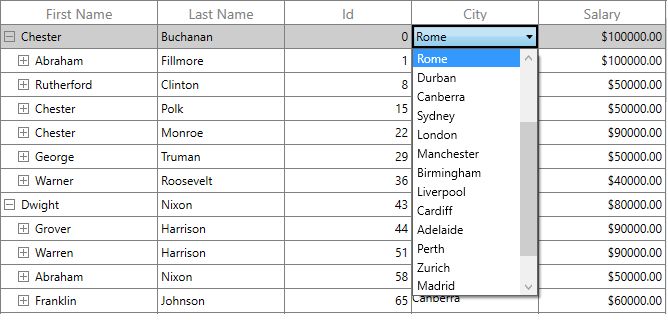 First Name Last Name Id City Salary
Chester Buchanan 0 Rome $100000.00
Abraham Fillmore 1 Rome $100000.00
Rutherford Clinton 8 Durban $50000.00
Canberra
Chester Polk 15 Sydney $50000.00
Chester Monroe 22 London $90000.00
George Truman 29 Manchester $50000.00
Warner Roosevelt 36 Birmingham $40000.00
Liverpool
Dwight Nixon 43 Cardiff $80000.00
Grover Harrison 44 Adelaide $90000.00
Warren Harrison 51 Perth $90000.00
Zurich
Abraham Nixon 58 Madrid $50000.00
Franklin Johnson 65 Canberra $60000.00